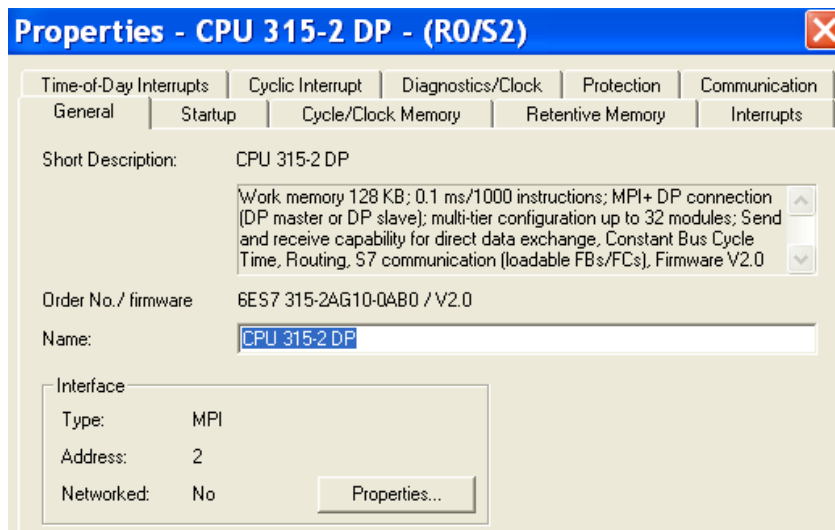 Properties - CPU 315-2 DP - (R0/S2)
Time-of-Day Interrupts Cyclic Interrupt Diagnostics/Clock Protection Communication
General Startup Cycle/Clock Memory Retentive Memory Interrupts
Short Description: CPU 315-2 DP
Work memory 128 KB; 0.1 ms/1000 instructions; MPI+ DP connection
(DP master or DP slave); multi-tier configuration up to 32 modules; Send
and receive capability for direct data exchange, Constant Bus Cycle
Time, Routing, S7 communication (loadable FBs/FCs), Firmware V2.0
Order No./ firmware 6ES7 315-2AG10-0AB0 / V2.0
Name: CPU 315-2 DP
Interface
Type: MPI
Address: 2
Networked: No Properties...